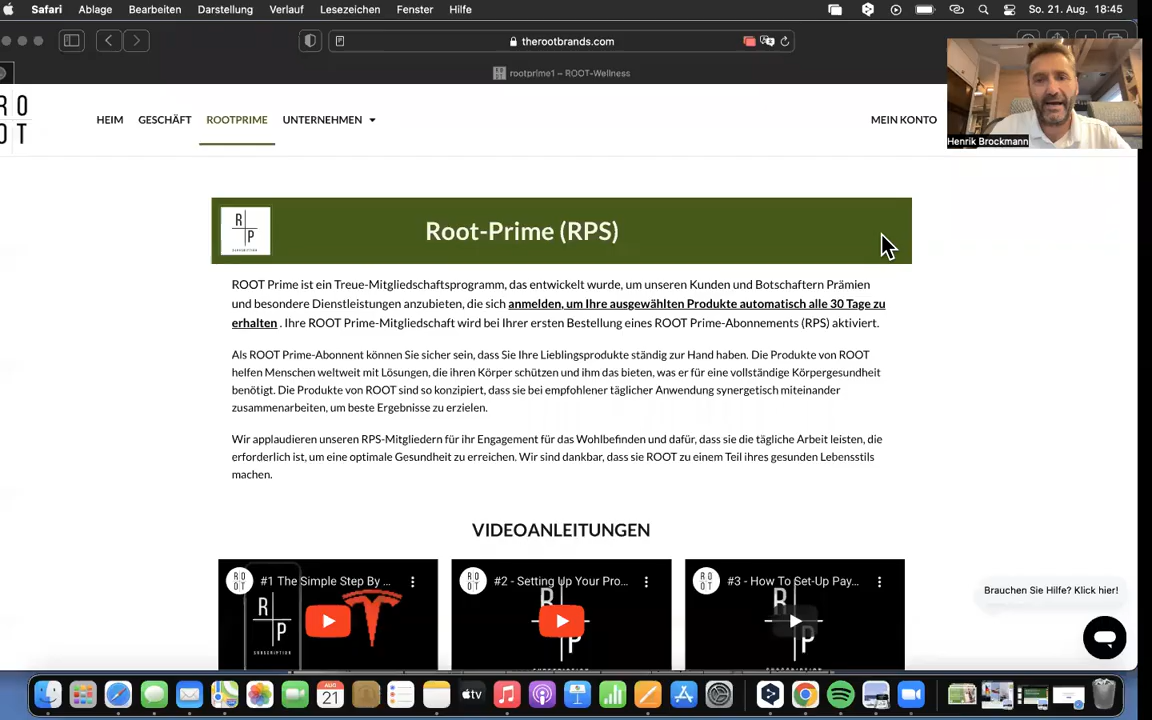 Safari Ablage Bearbeiten Darstellung Verlauf Lesezeichen Fenster Hilfe
So. 21. Aug. 18:45
therootbrands.com
rootprime1 – ROOT-Wellness
RO
OT
HEIM GESCHÄFT ROOTPRIME UNTERNEHMEN
MEIN KONTO
Henrik Brockmann
R
P
SUBSCRIPTION
Root-Prime (RPS)
ROOT Prime ist ein Treue-Mitgliedschaftsprogramm, das entwickelt wurde, um unseren Kunden und Botschaftern Prämien
und besondere Dienstleistungen anzubieten, die sich anmelden, um Ihre ausgewählten Produkte automatisch alle 30 Tage zu
erhalten . Ihre ROOT Prime-Mitgliedschaft wird bei Ihrer ersten Bestellung eines ROOT Prime-Abonnements (RPS) aktiviert.
Als ROOT Prime-Abonnent können Sie sicher sein, dass Sie Ihre Lieblingsprodukte ständig zur Hand haben. Die Produkte von ROOT
helfen Menschen weltweit mit Lösungen, die ihren Körper schützen und ihm das bieten, was er für eine vollständige Körpergesundheit
benötigt. Die Produkte von ROOT sind so konzipiert, dass sie bei empfohlener täglicher Anwendung synergetisch miteinander
zusammenarbeiten, um beste Ergebnisse zu erzielen.
Wir applaudieren unseren RPS-Mitgliedern für ihr Engagement für das Wohlbefinden und dafür, dass sie die tägliche Arbeit leisten, die
erforderlich ist, um eine optimale Gesundheit zu erreichen. Wir sind dankbar, dass sie ROOT zu einem Teil ihres gesunden Lebensstils
machen.
VIDEOANLEITUNGEN
#1 The Simple Step By ...
#2 - Setting Up Your Pro...
#3 - How To Set-Up Pay...
Brauchen Sie Hilfe? Klick hier!
AUG
21
tv